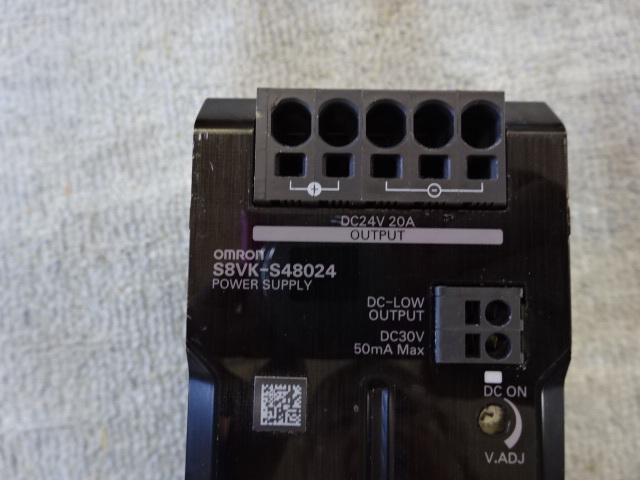 + -
DC24V 20A
OUTPUT
OMRON
S8VK-S48024
POWER SUPPLY
DC-LOW
OUTPUT
DC30V
50mA Max
DC ON
V.ADJ